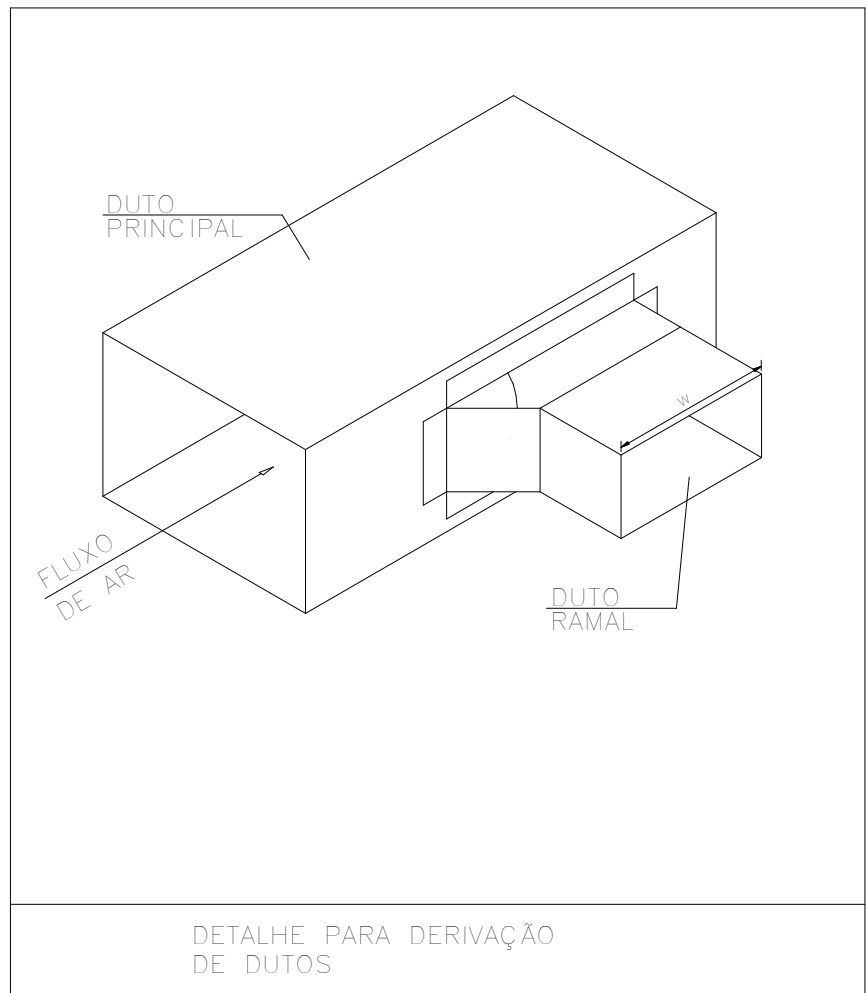 DUTO
PRINCIPAL
W
FLUXO
DE AR
DUTO
RAMAL
DETALHE PARA DERIVAÇÃO
DE DUTOS